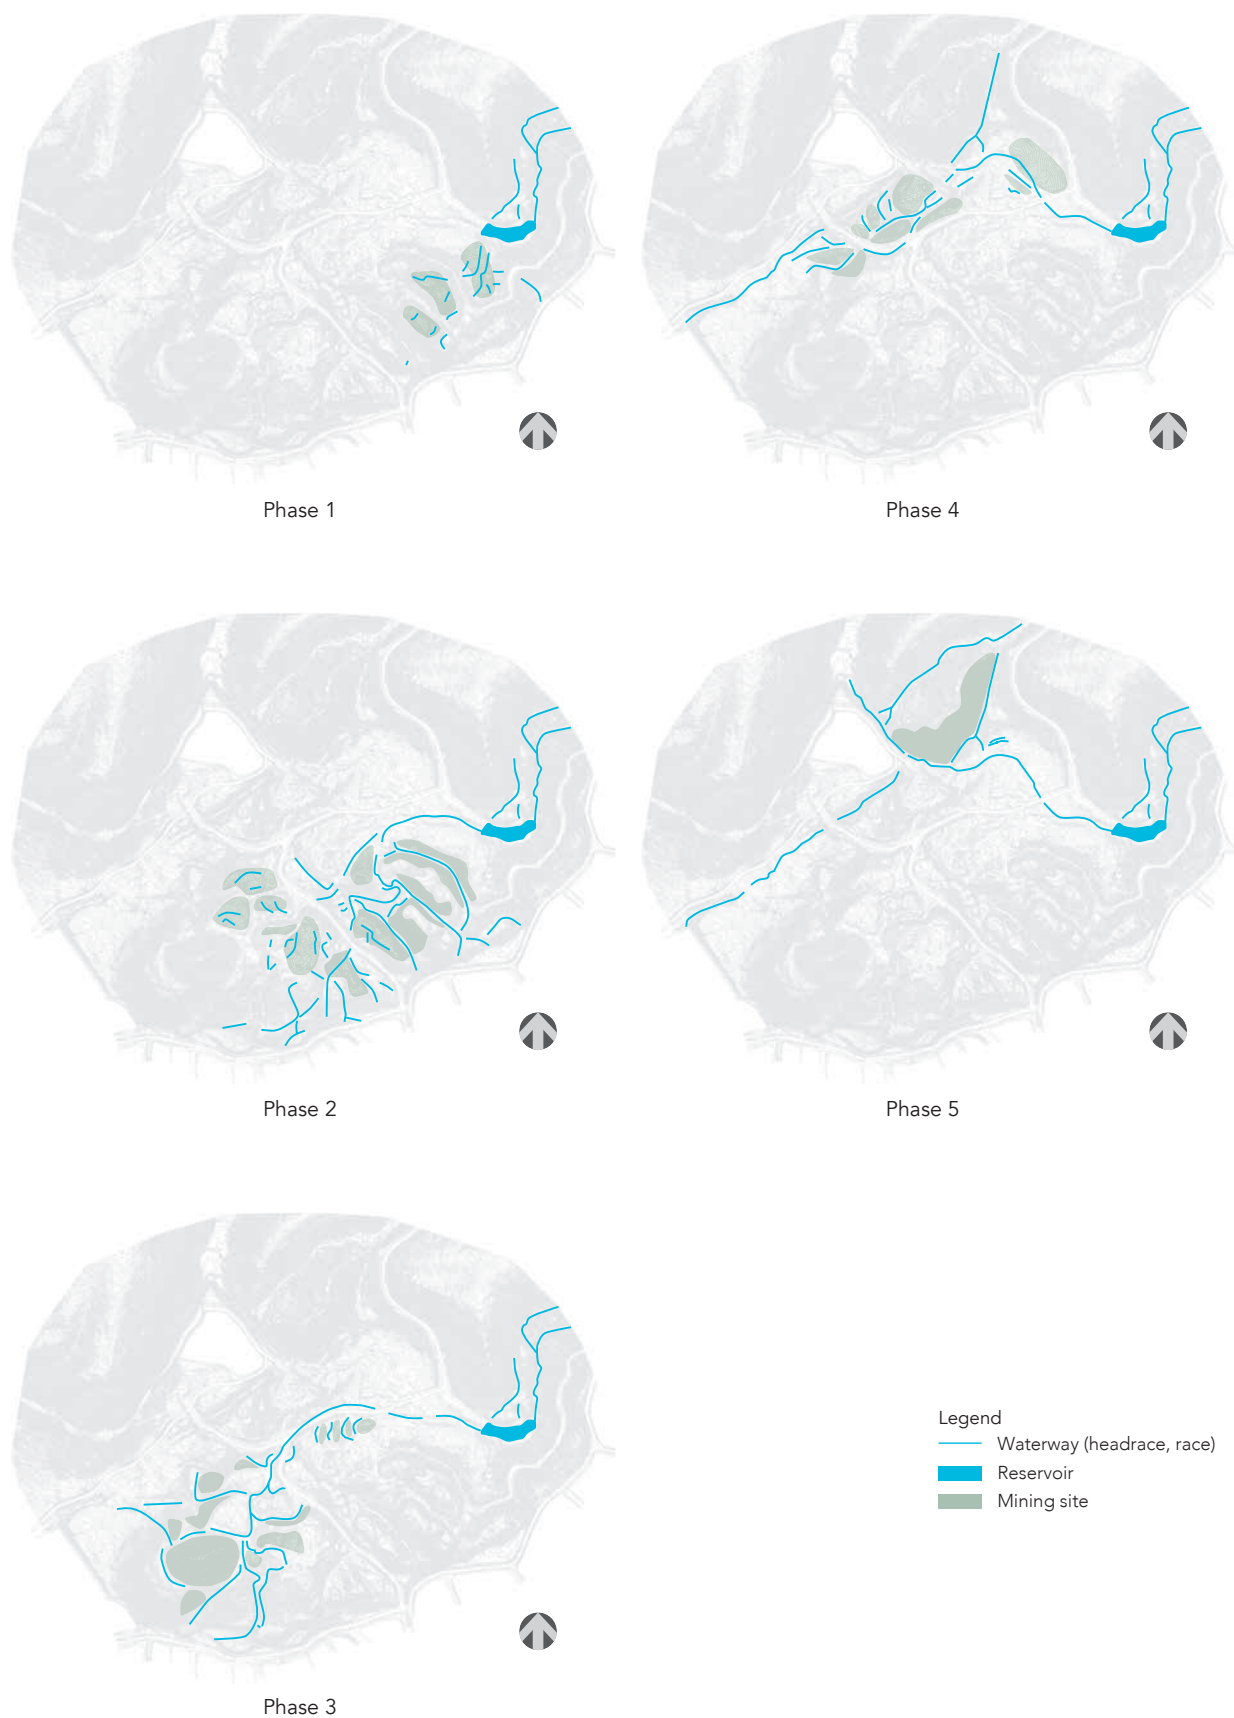 Phase 1
Phase 4
Phase 2
Phase 5
Legend
Waterway (headrace, race)
Reservoir
Mining site
Phase 3